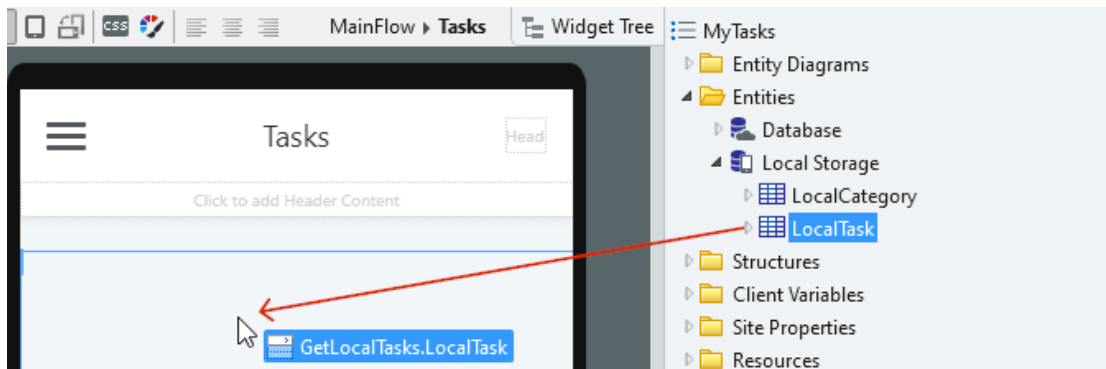 css MainFlow Tasks Widget Tree
Tasks
Head
Click to add Header Content
GetLocalTasks.LocalTask
MyTasks
Entity Diagrams
Entities
Database
Local Storage
LocalCategory
LocalTask
Structures
Client Variables
Site Properties
Resources